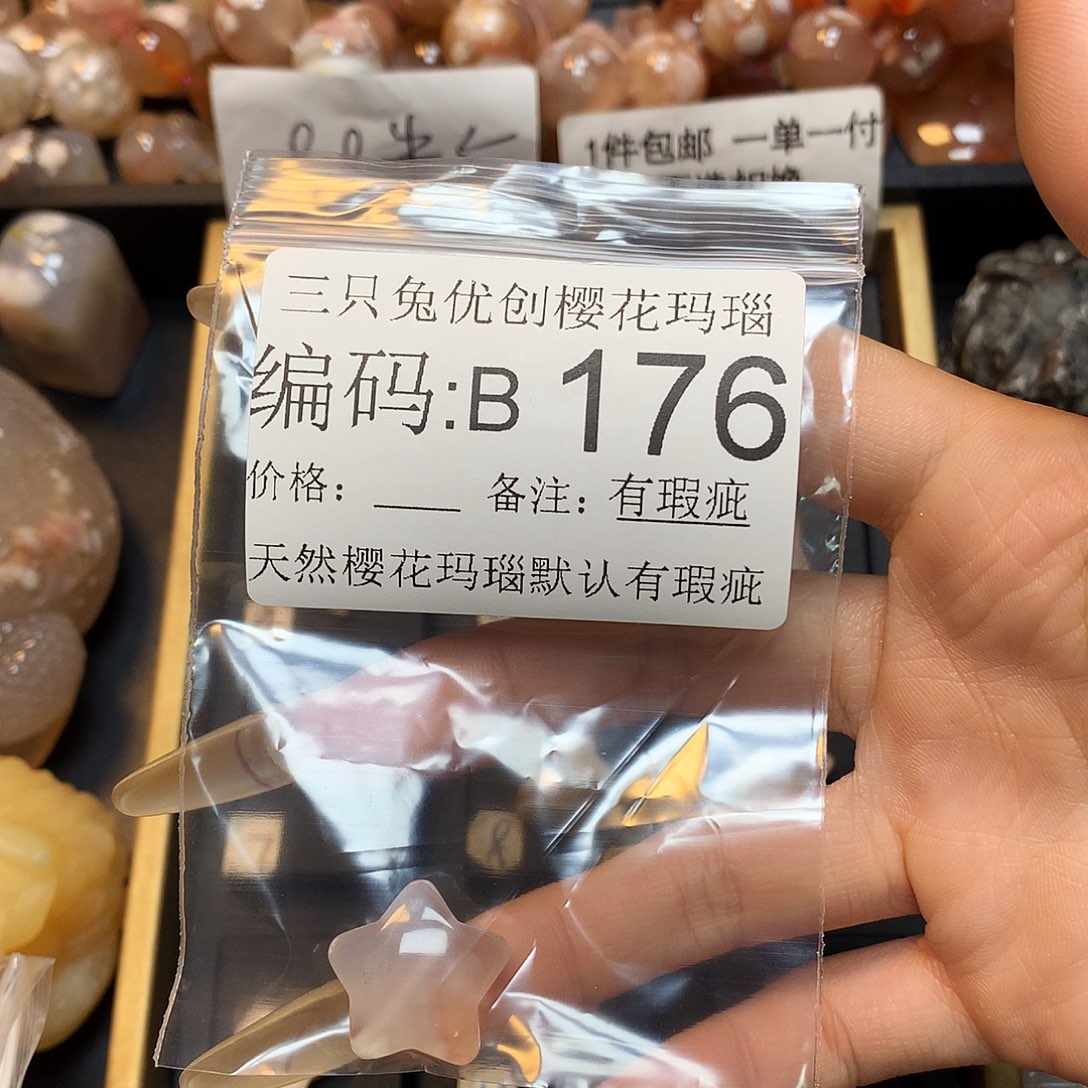 1件包邮 一单一付
三只兔优创樱花玛瑙
编码:B 176
价格：____ 备注：有瑕疵
天然樱花玛瑙默认有瑕疵